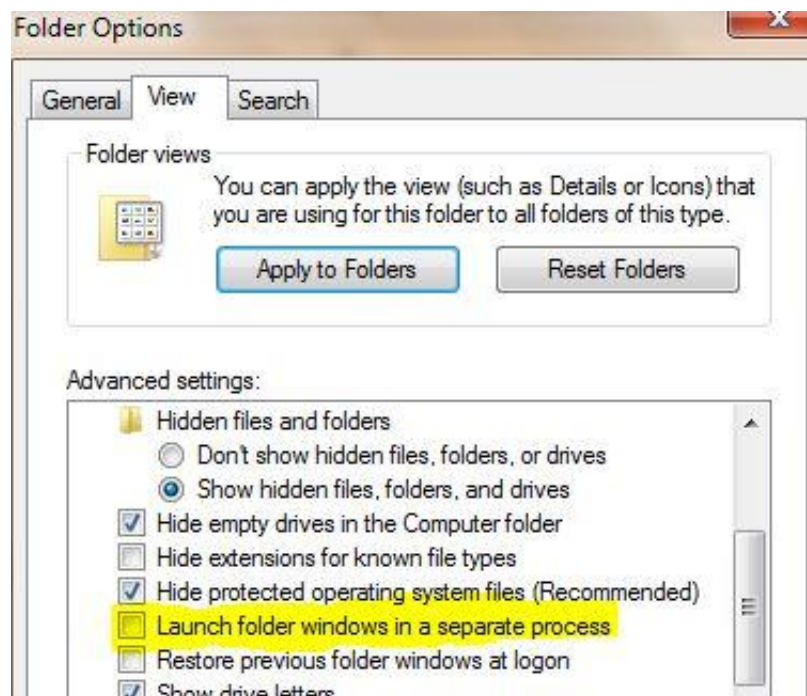 Folder Options
General View Search
Folder views
You can apply the view (such as Details or Icons) that
you are using for this folder to all folders of this type.
Apply to Folders Reset Folders
Advanced settings:
Hidden files and folders
Don't show hidden files, folders, or drives
Show hidden files, folders, and drives
Hide empty drives in the Computer folder
Hide extensions for known file types
Hide protected operating system files (Recommended)
Launch folder windows in a separate process
Restore previous folder windows at logon
Show drive letters